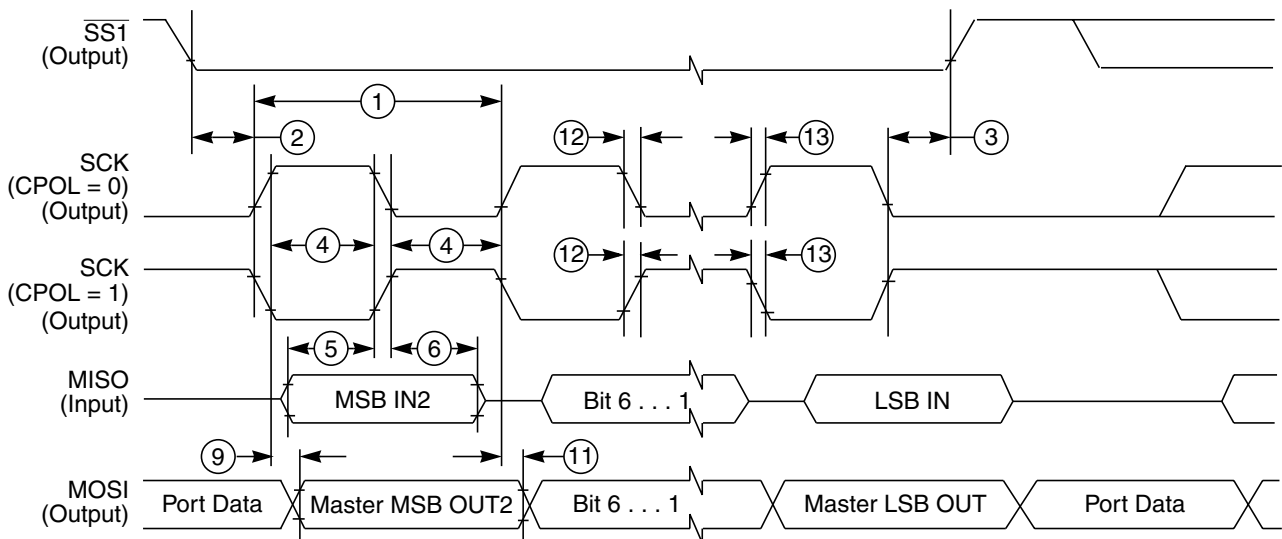 SS1
(Output)
1
2
12
13
3
SCK
(CPOL = 0)
(Output)
4
4
SCK
(CPOL = 1)
(Output)
12
13
5
6
MISO
(Input)
MSB IN2
Bit 6 . . . 1
LSB IN
9
11
MOSI
(Output)
Port Data
Master MSB OUT2
Bit 6 . . . 1
Master LSB OUT
Port Data